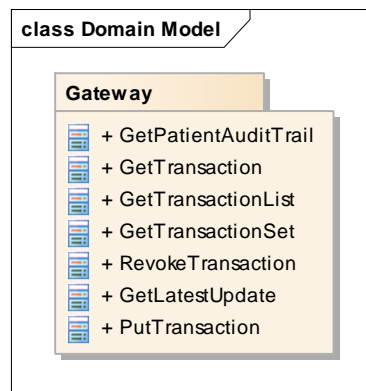 class Domain Model
Gateway
+ GetPatientAuditTrail
+ GetTransaction
+ GetTransactionList
+ GetTransactionSet
+ RevokeTransaction
+ GetLatestUpdate
+ PutTransaction